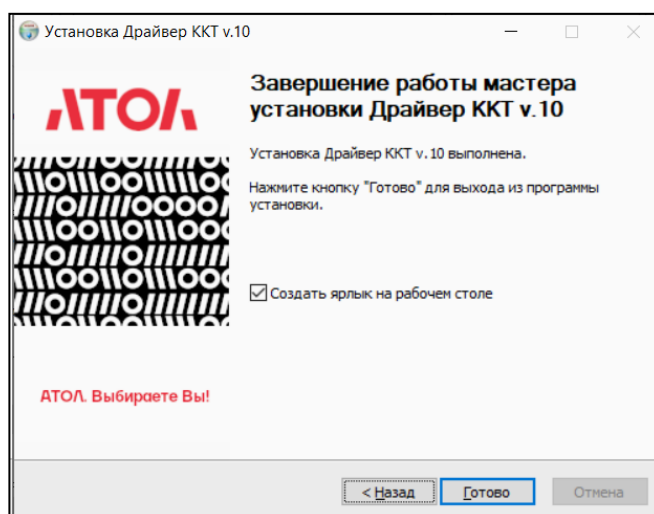 Установка Драйвер ККТ v.10
АТОЛ
Завершение работы мастера
установки Драйвер ККТ v.10
Установка Драйвер ККТ v.10 выполнена.
Нажмите кнопку "Готово" для выхода из программы
установки.
Создать ярлык на рабочем столе
АТОЛ. Выбираете Вы!
< Назад
Готово
Отмена